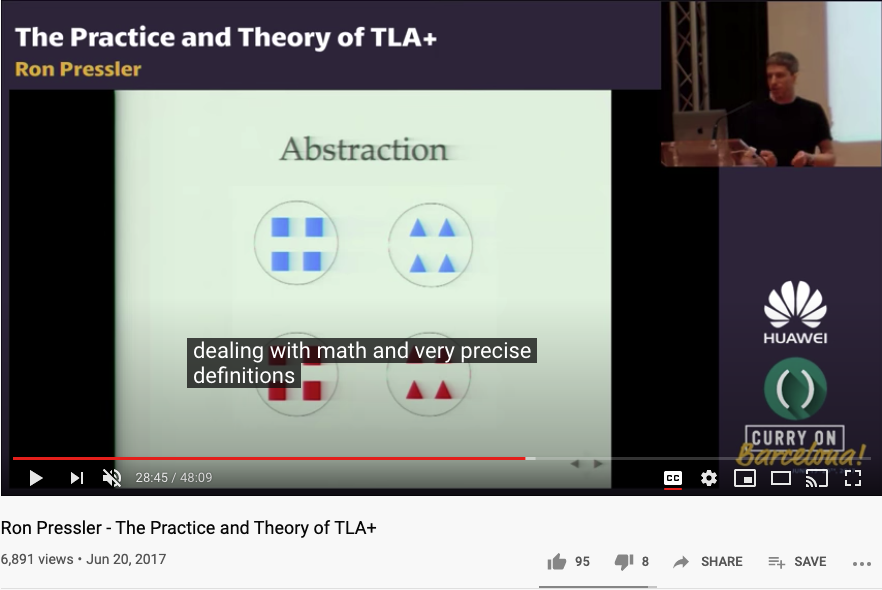 The Practice and Theory of TLA+
Ron Pressler
Abstraction
dealing with math and very precise
definitions
HUAWEI
CURRY ON
Barcelona!
28:45 / 48:09
CC
Ron Pressler - The Practice and Theory of TLA+
6,891 views • Jun 20, 2017
95
8
SHARE
SAVE